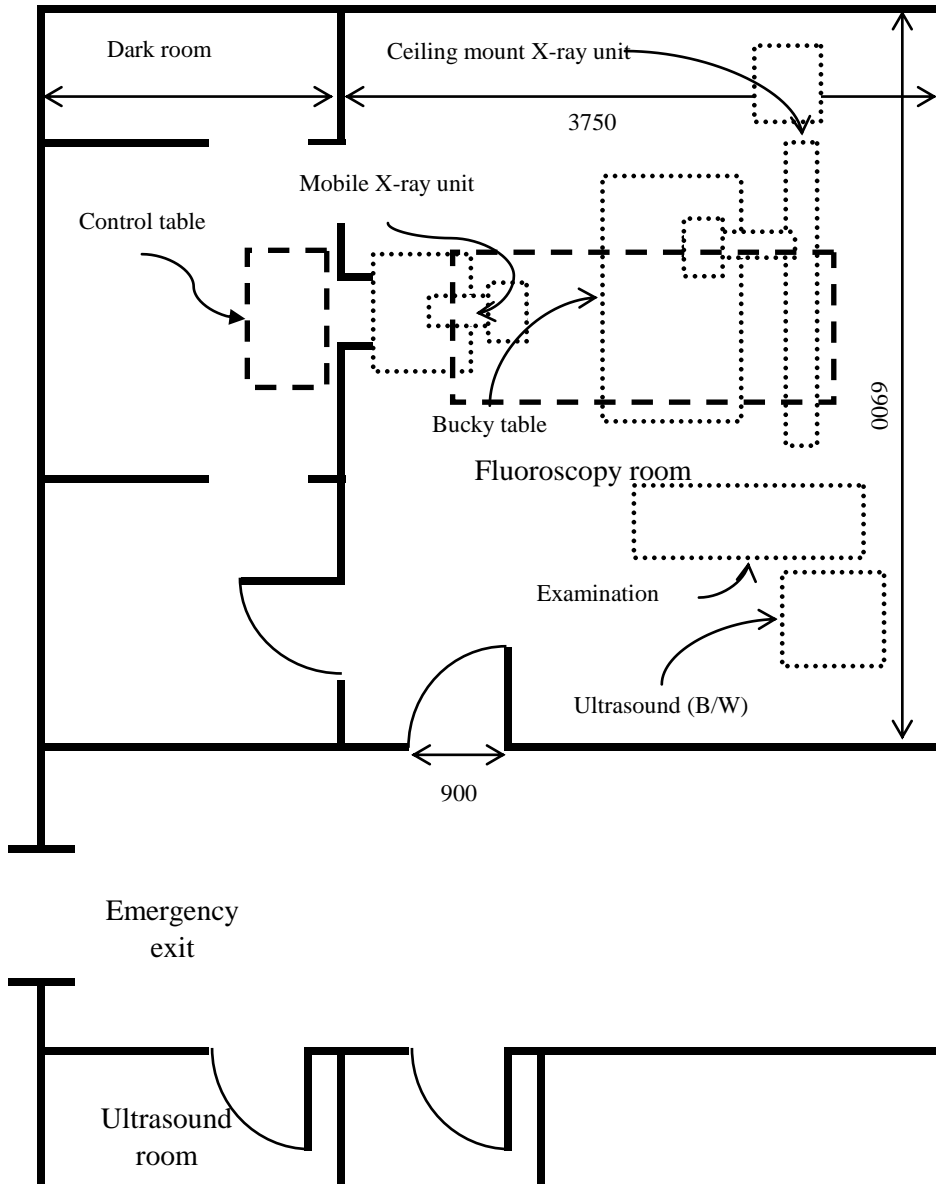 Dark room
Ceiling mount X-ray unit
3750
Mobile X-ray unit
Control table
6900
Bucky table
Fluoroscopy room
Examination
Ultrasound (B/W)
900
Emergency
exit
Ultrasound
room